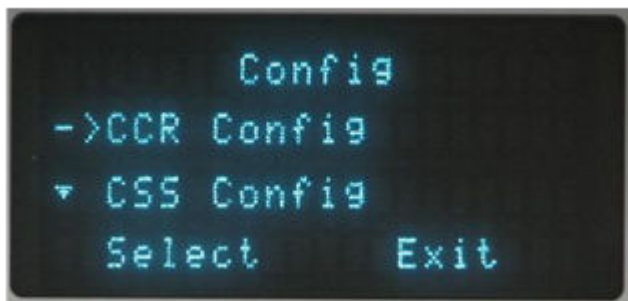 Config
->CCR Config
▾ CSS Config
Select Exit